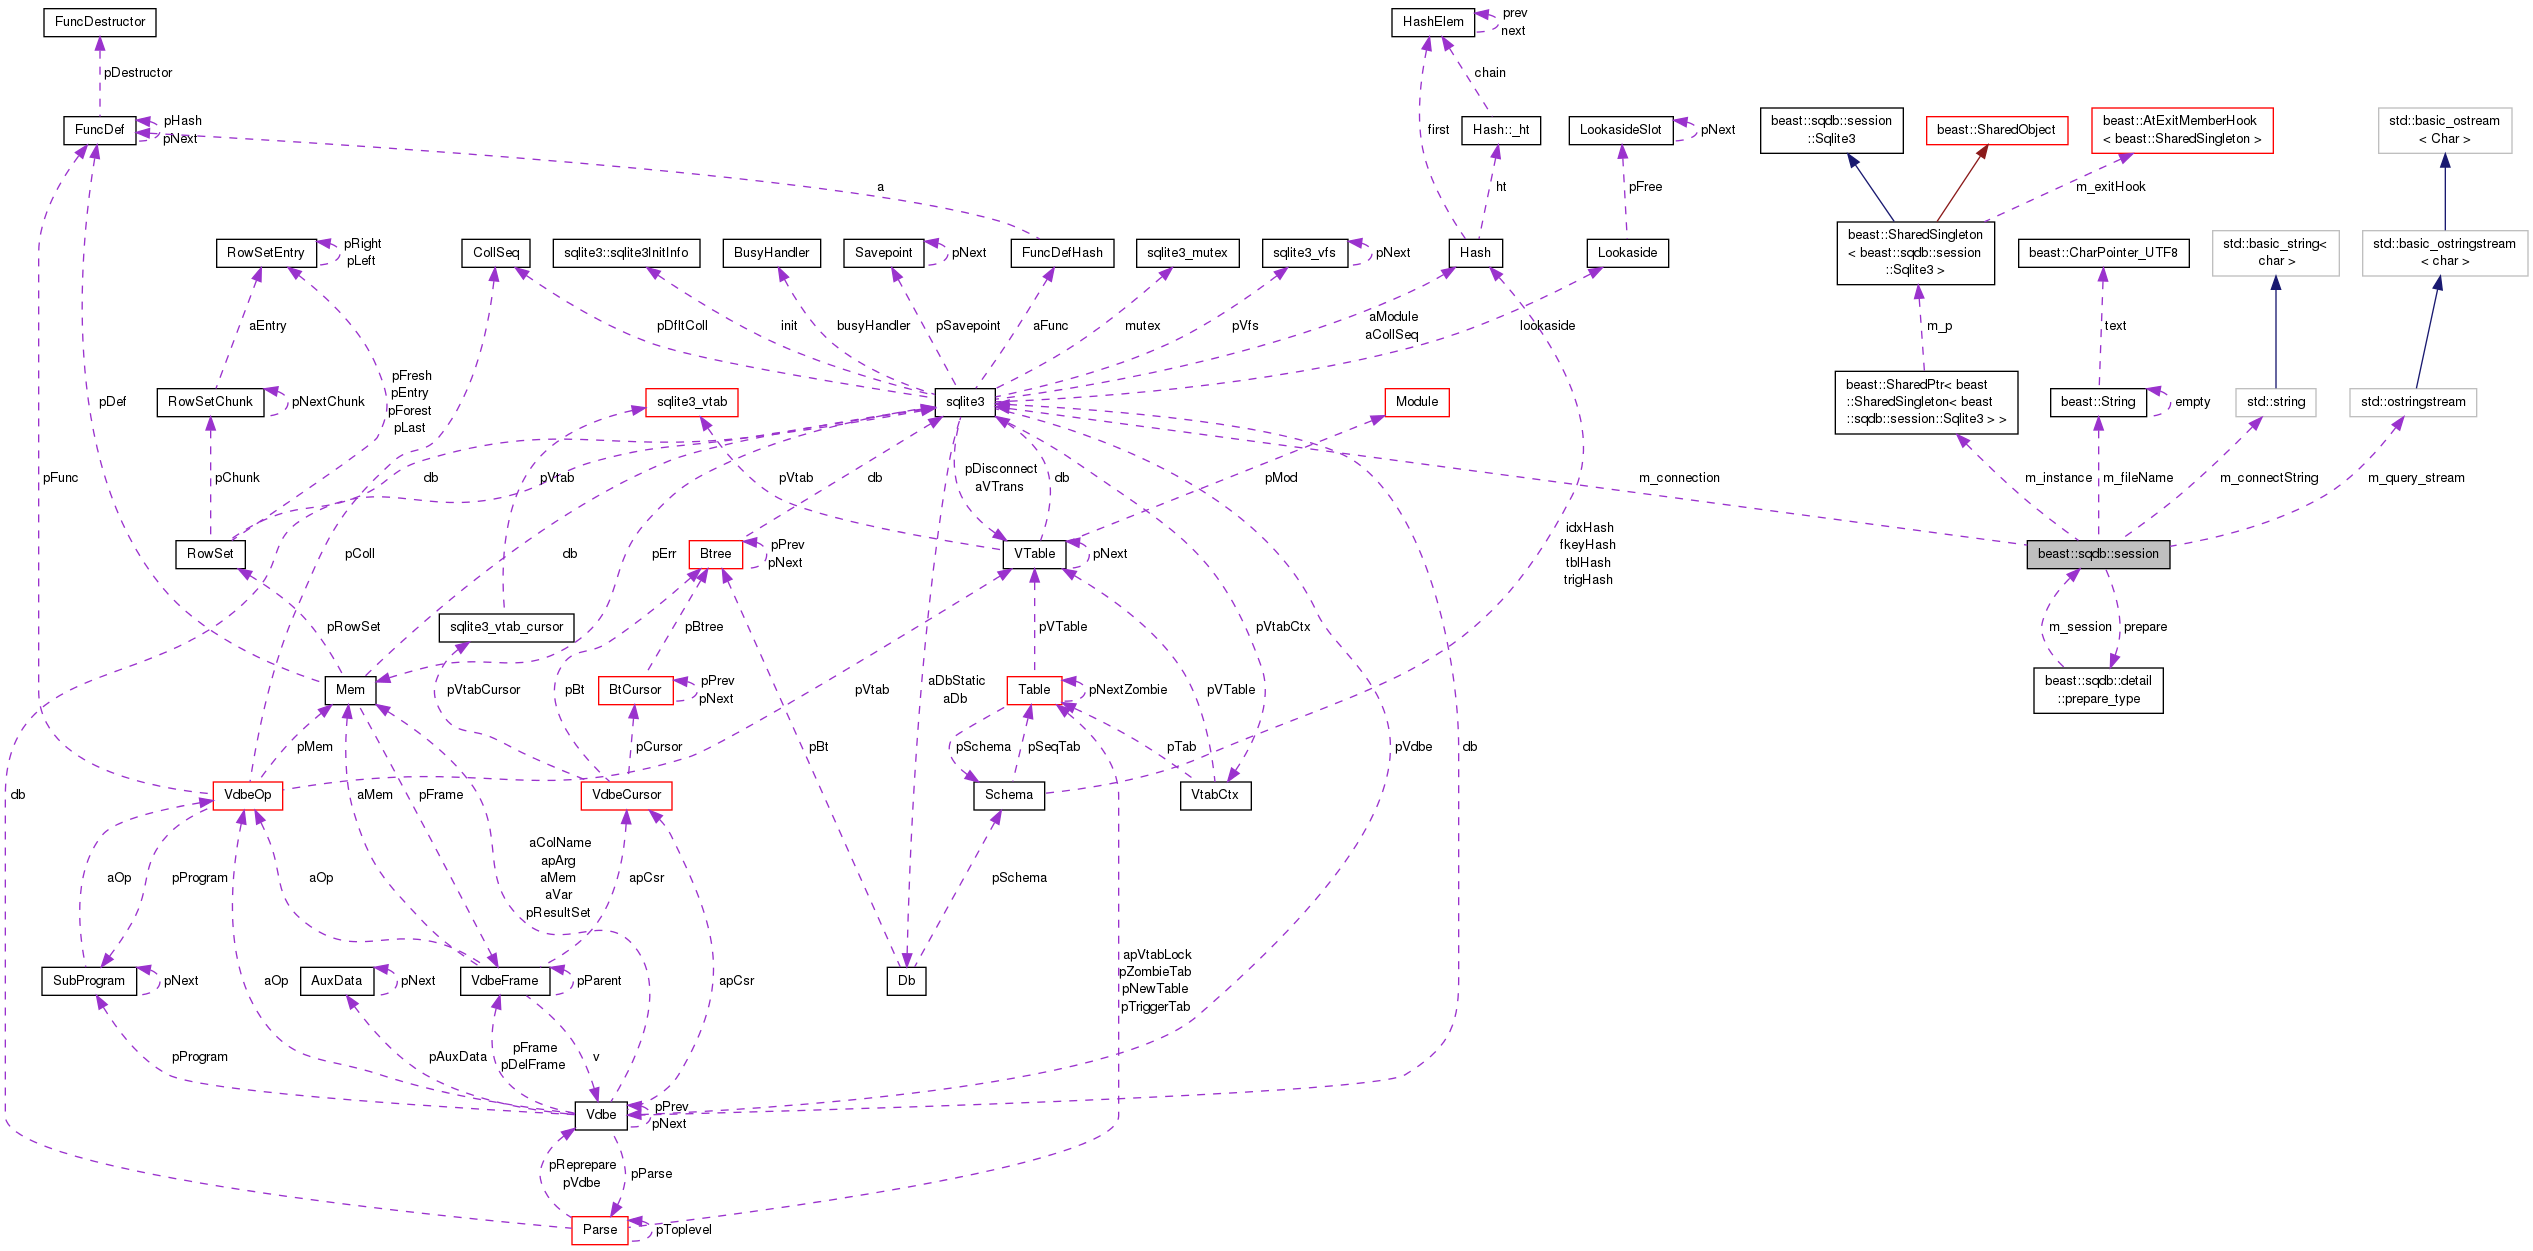 FuncDestructor
HashElem
prev
next
pDestructor
chain
FuncDef
pHash
pNext
first
Hash::_ht
LookasideSlot
pNext
beast::sqdb::session
::Sqlite3
beast::SharedObject
beast::AtExitMemberHook
< beast::SharedSingleton >
std::basic_ostream
< Char >
a
ht
pFree
m_exitHook
RowSetEntry
pRight
pLeft
CollSeq
sqlite3::sqlite3InitInfo
BusyHandler
Savepoint
pNext
FuncDefHash
sqlite3_mutex
sqlite3_vfs
pNext
Hash
Lookaside
beast::SharedSingleton
< beast::sqdb::session
::Sqlite3 >
beast::CharPointer_UTF8
std::basic_string<
char >
std::basic_ostringstream
< char >
aEntry
pDfltColl
init
busyHandler
pSavepoint
aFunc
mutex
pVfs
aModule
aCollSeq
lookaside
m_p
text
pDef
RowSetChunk
pNextChunk
pFresh
pEntry
pForest
pLast
sqlite3_vtab
sqlite3
Module
beast::SharedPtr< beast
::SharedSingleton< beast
::sqdb::session::Sqlite3 > >
beast::String
empty
std::string
std::ostringstream
pFunc
pChunk
db
pVtab
pVtab
db
pDisconnect
aVTrans
db
pMod
m_connection
m_instance
m_fileName
m_connectString
m_query_stream
RowSet
pColl
db
pErr
Btree
pPrev
pNext
VTable
pNext
idxHash
fkeyHash
tblHash
trigHash
beast::sqdb::session
pRowSet
sqlite3_vtab_cursor
pBtree
pVTable
pVtabCtx
m_session
prepare
Mem
pVtabCursor
pBt
BtCursor
pPrev
pNext
pVtab
aDbStatic
aDb
Table
pNextZombie
pVTable
beast::sqdb::detail
::prepare_type
pMem
pCursor
pBt
pSchema
pSeqTab
pTab
pVdbe
db
db
VdbeOp
aMem
pFrame
VdbeCursor
Schema
VtabCtx
aOp
pProgram
aOp
aColName
apArg
aMem
aVar
pResultSet
apCsr
pSchema
SubProgram
pNext
aOp
AuxData
pNext
VdbeFrame
pParent
apCsr
Db
apVtabLock
pZombieTab
pNewTable
pTriggerTab
pProgram
pAuxData
pFrame
pDelFrame
v
Vdbe
pPrev
pNext
pReprepare
pVdbe
pParse
Parse
pToplevel